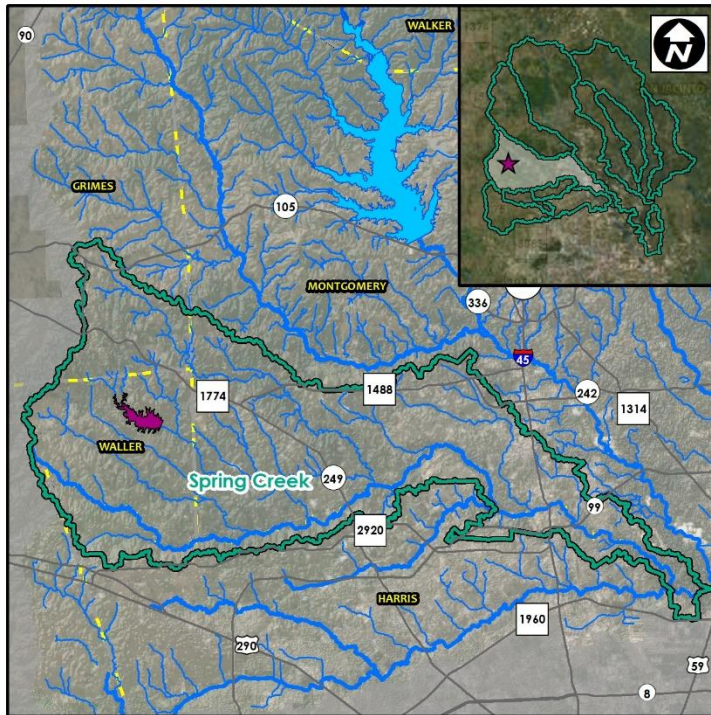 90
WALKER
N
GRIMES
105
MONTGOMERY
336
45
242
1774
1488
1314
WALLER
Spring Creek
249
99
2920
HARRIS
290
1960
59
8